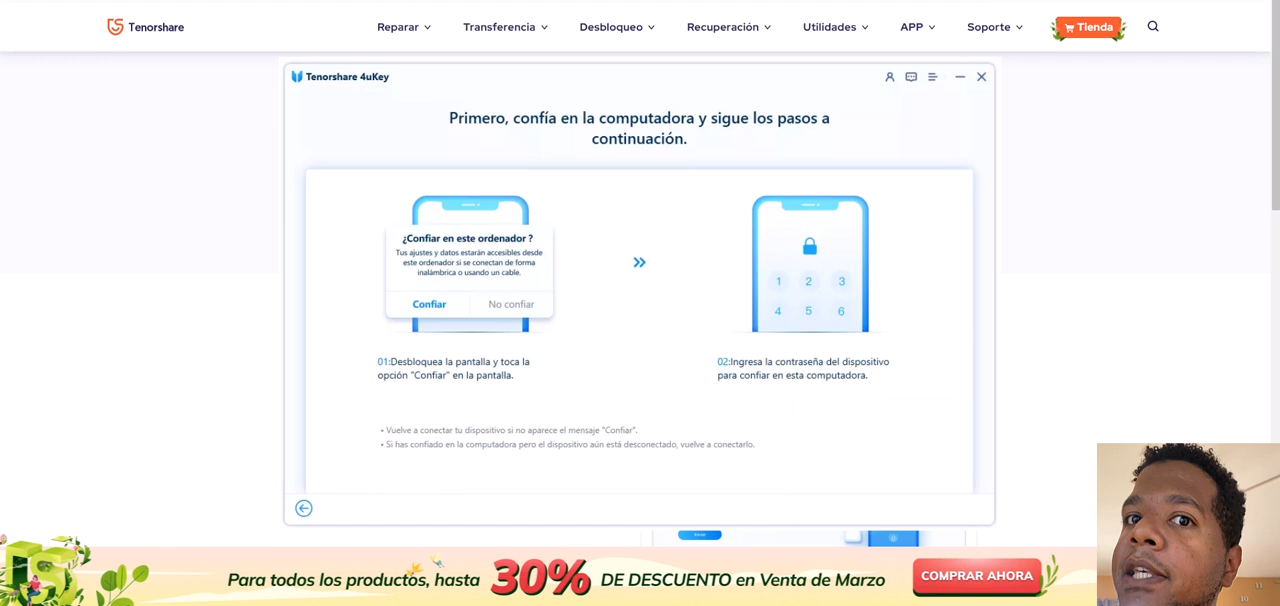 Tenorshare
Reparar
Transferencia
Desbloqueo
Recuperación
Utilidades
APP
Soporte
Tienda
Tenorshare 4uKey
Primero, confía en la computadora y sigue los pasos a
continuación.
¿Confiar en este ordenador ?
Tus ajustes y datos estarán accesibles desde
este ordenador si se conectan de forma
inalámbrica o usando un cable.
Confiar
No confiar
1 2 3
4 5 6
01:Desbloquea la pantalla y toca la
opción "Confiar" en la pantalla.
02:Ingresa la contraseña del dispositivo
para confiar en esta computadora.
• Vuelve a conectar tu dispositivo si no aparece el mensaje "Confiar".
• Si has confiado en la computadora pero el dispositivo aún está desconectado, vuelve a conectarlo.
Para todos los productos, hasta 30% DE DESCUENTO en Venta de Marzo
COMPRAR AHORA
11
10